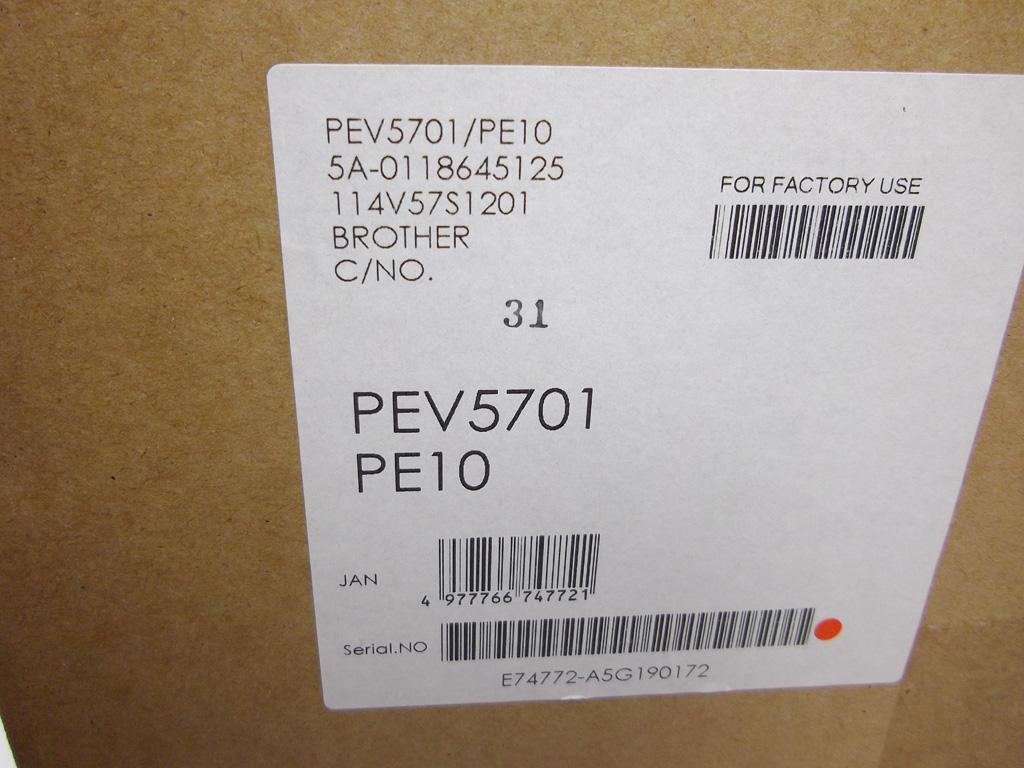 PEV5701/PE10
5A-0118645125
114V57S1201
BROTHER
C/NO.
FOR FACTORY USE
31
PEV5701
PE10
JAN
4 977766 747721
Serial.NO
E74772-A5G190172